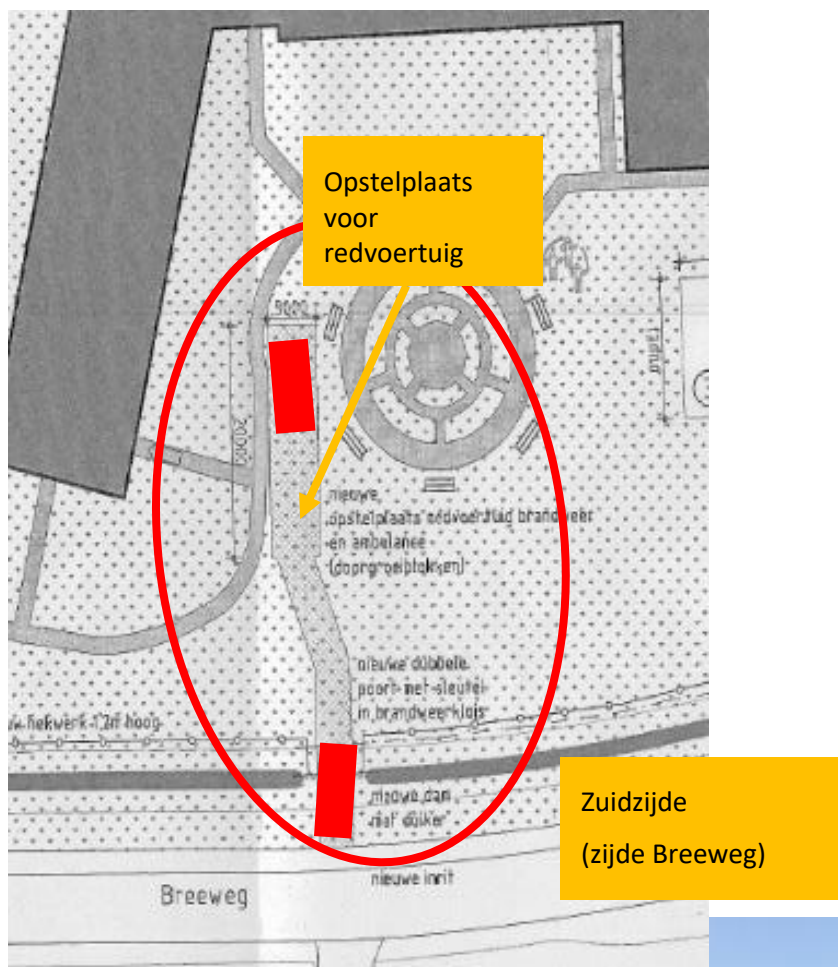 Opstelplaats
voor
redvoertuig
20000
nieuwe
opstelplaats redvoertuig brandweer
en ambulance
(doorgroeiblokken)
nieuwe dubbele
poort met sleutel
in brandweerkluis
hekwerk 1.2m hoog
nieuwe dam
met duiker
Zuidzijde
(zijde Breeweg)
nieuwe inrit
Breeweg